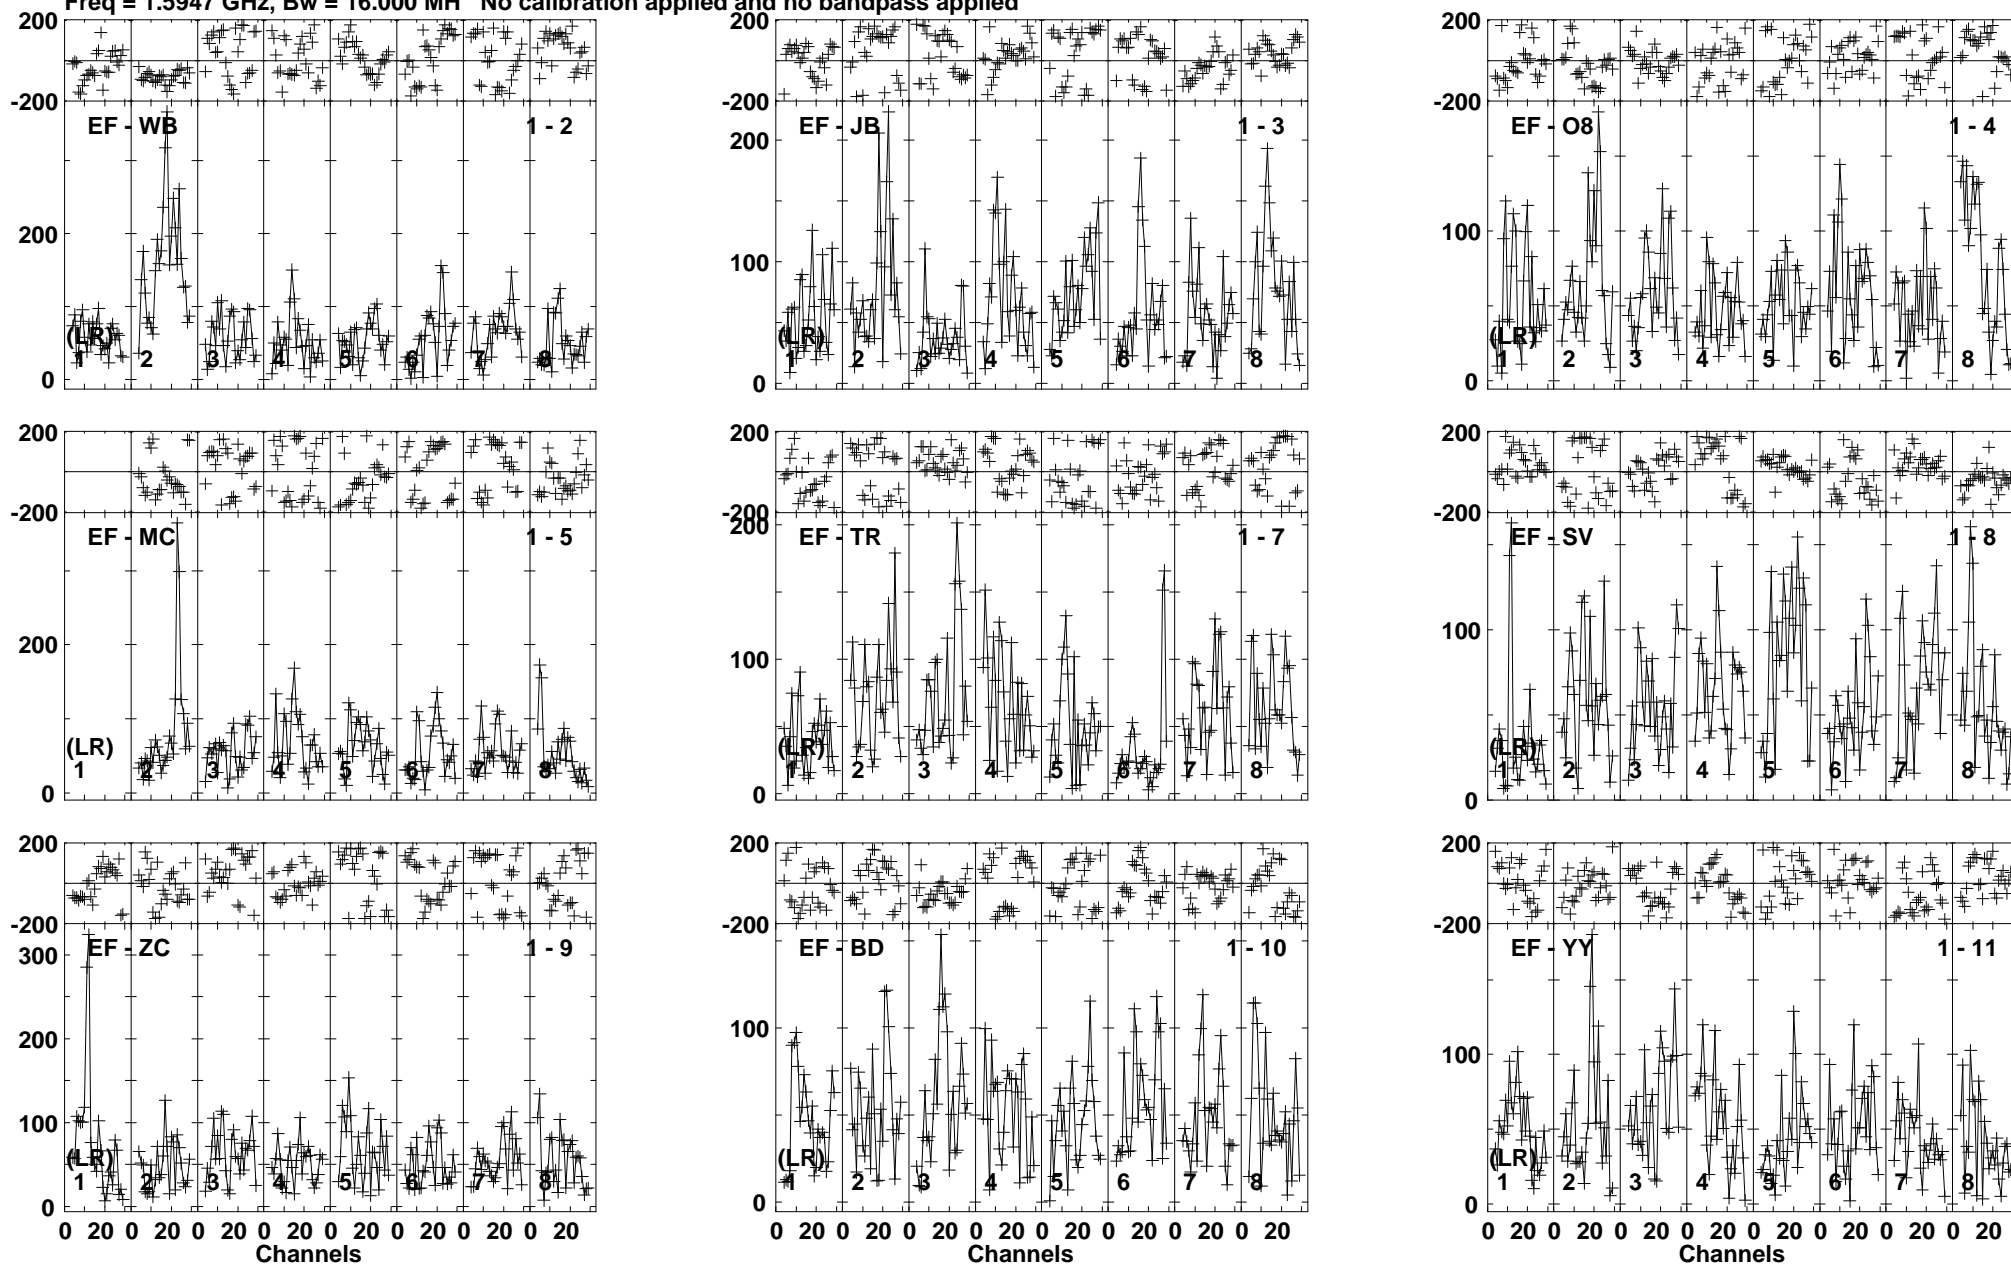 Freq = 1.5947 GHz, Bw = 16.000 MH No calibration applied and no bandpass applied
200 200 200
-200 -200 -200
EF - WB 1 - 2 EF - JB 1 - 3 EF - O8 1 - 4
200 200
100 100
(LR) (LR) (LR)
1 2 3 4 5 6 7 8 1 2 3 4 5 6 7 8 1 2 3 4 5 6 7 8
0 0 0
200 200 200
-200 -200 -200
EF - MC 1 - 5 EF - TR 1 - 7 EF - SV 1 - 8
200
200 100 100
(LR) (LR) (LR)
1 2 3 4 5 6 7 8 1 2 3 4 5 6 7 8 1 2 3 4 5 6 7 8
0 0 0
200 200 200
-200 -200 -200
EF - ZC 1 - 9 EF - BD 1 - 10 EF - YY 1 - 11
300
200
100 100 100
(LR) (LR) (LR)
1 2 3 4 5 6 7 8 1 2 3 4 5 6 7 8 1 2 3 4 5 6 7 8
0 0 0
0 20 0 20 0 20 0 20 0 20 0 20 0 20 0 20 0 20 0 20 0 20 0 20 0 20 0 20 0 20 0 20 0 20 0 20 0 20 0 20 0 20 0 20 0 20 0 20
Channels Channels Channels